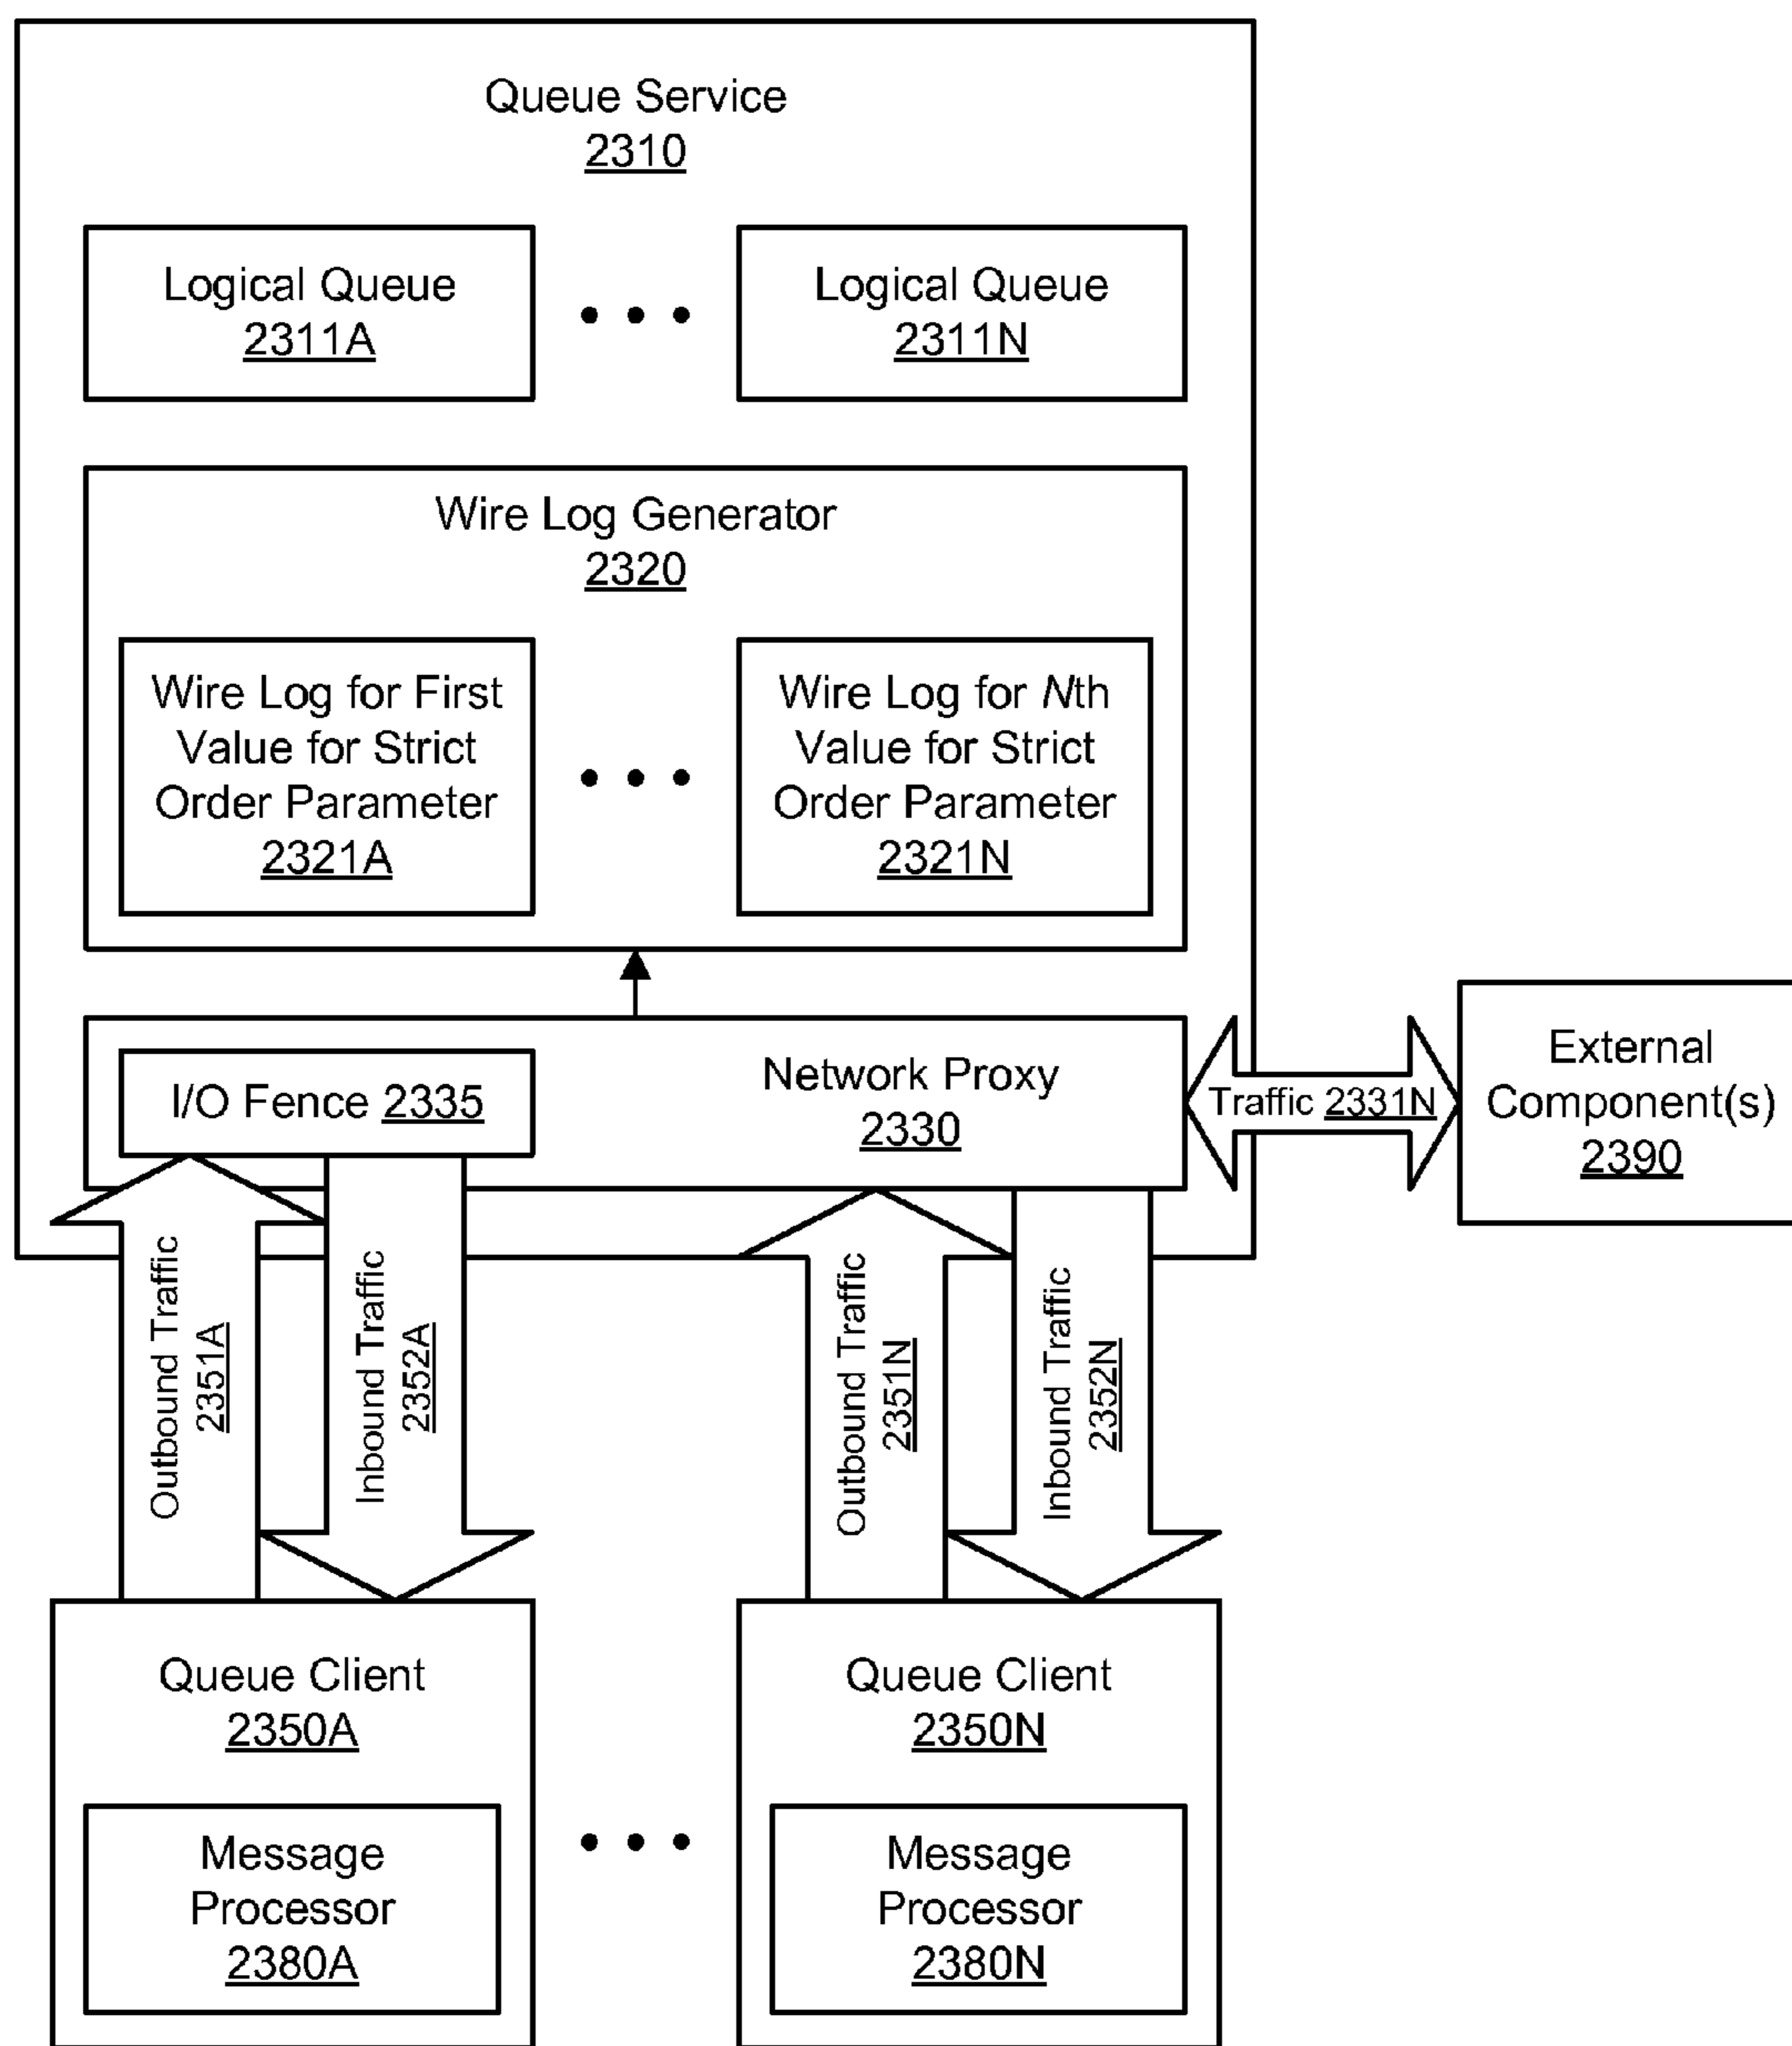 Queue Service
2310
Logical Queue
2311A
Logical Queue
2311N
Wire Log Generator
2320
Wire Log for First
Value for Strict
Order Parameter
2321A
Wire Log for Nth
Value for Strict
Order Parameter
2321N
I/O Fence 2335
Network Proxy
2330
Traffic 2331N
External
Component(s)
2390
Outbound Traffic
2351A
Inbound Traffic
2352A
Outbound Traffic
2351N
Inbound Traffic
2352N
Queue Client
2350A
Message
Processor
2380A
Queue Client
2350N
Message
Processor
2380N